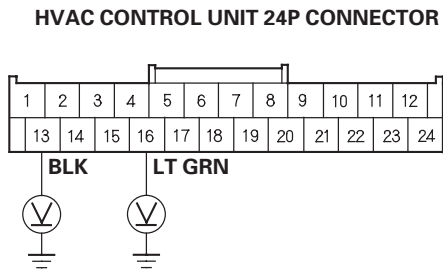 HVAC CONTROL UNIT 24P CONNECTOR
1 2 3 4 5 6 7 8 9 10 11 12
13 14 15 16 17 18 19 20 21 22 23 24
BLK LT GRN
V V